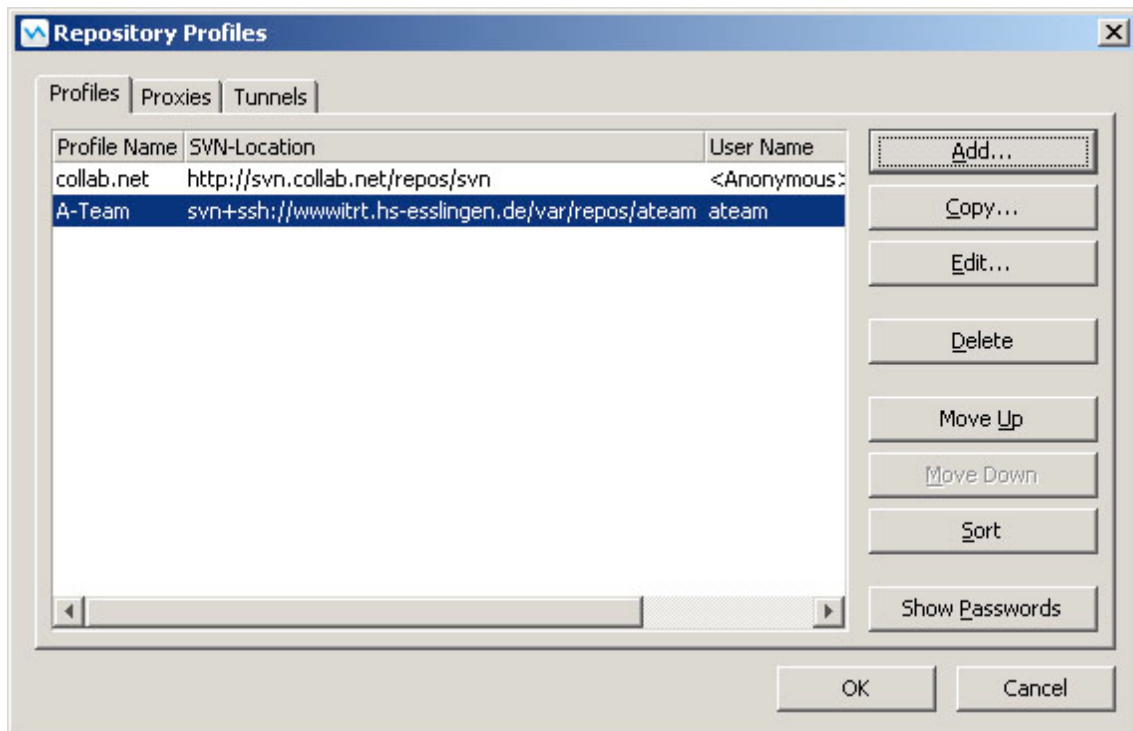 Repository Profiles
Profiles Proxies Tunnels
Profile Name SVN-Location User Name
collab.net http://svn.collab.net/repos/svn <Anonymous>
A-Team svn+ssh://wwwitrt.hs-esslingen.de/var/repos/ateam ateam
Add...
Copy...
Edit...
Delete
Move Up
Move Down
Sort
Show Passwords
OK Cancel